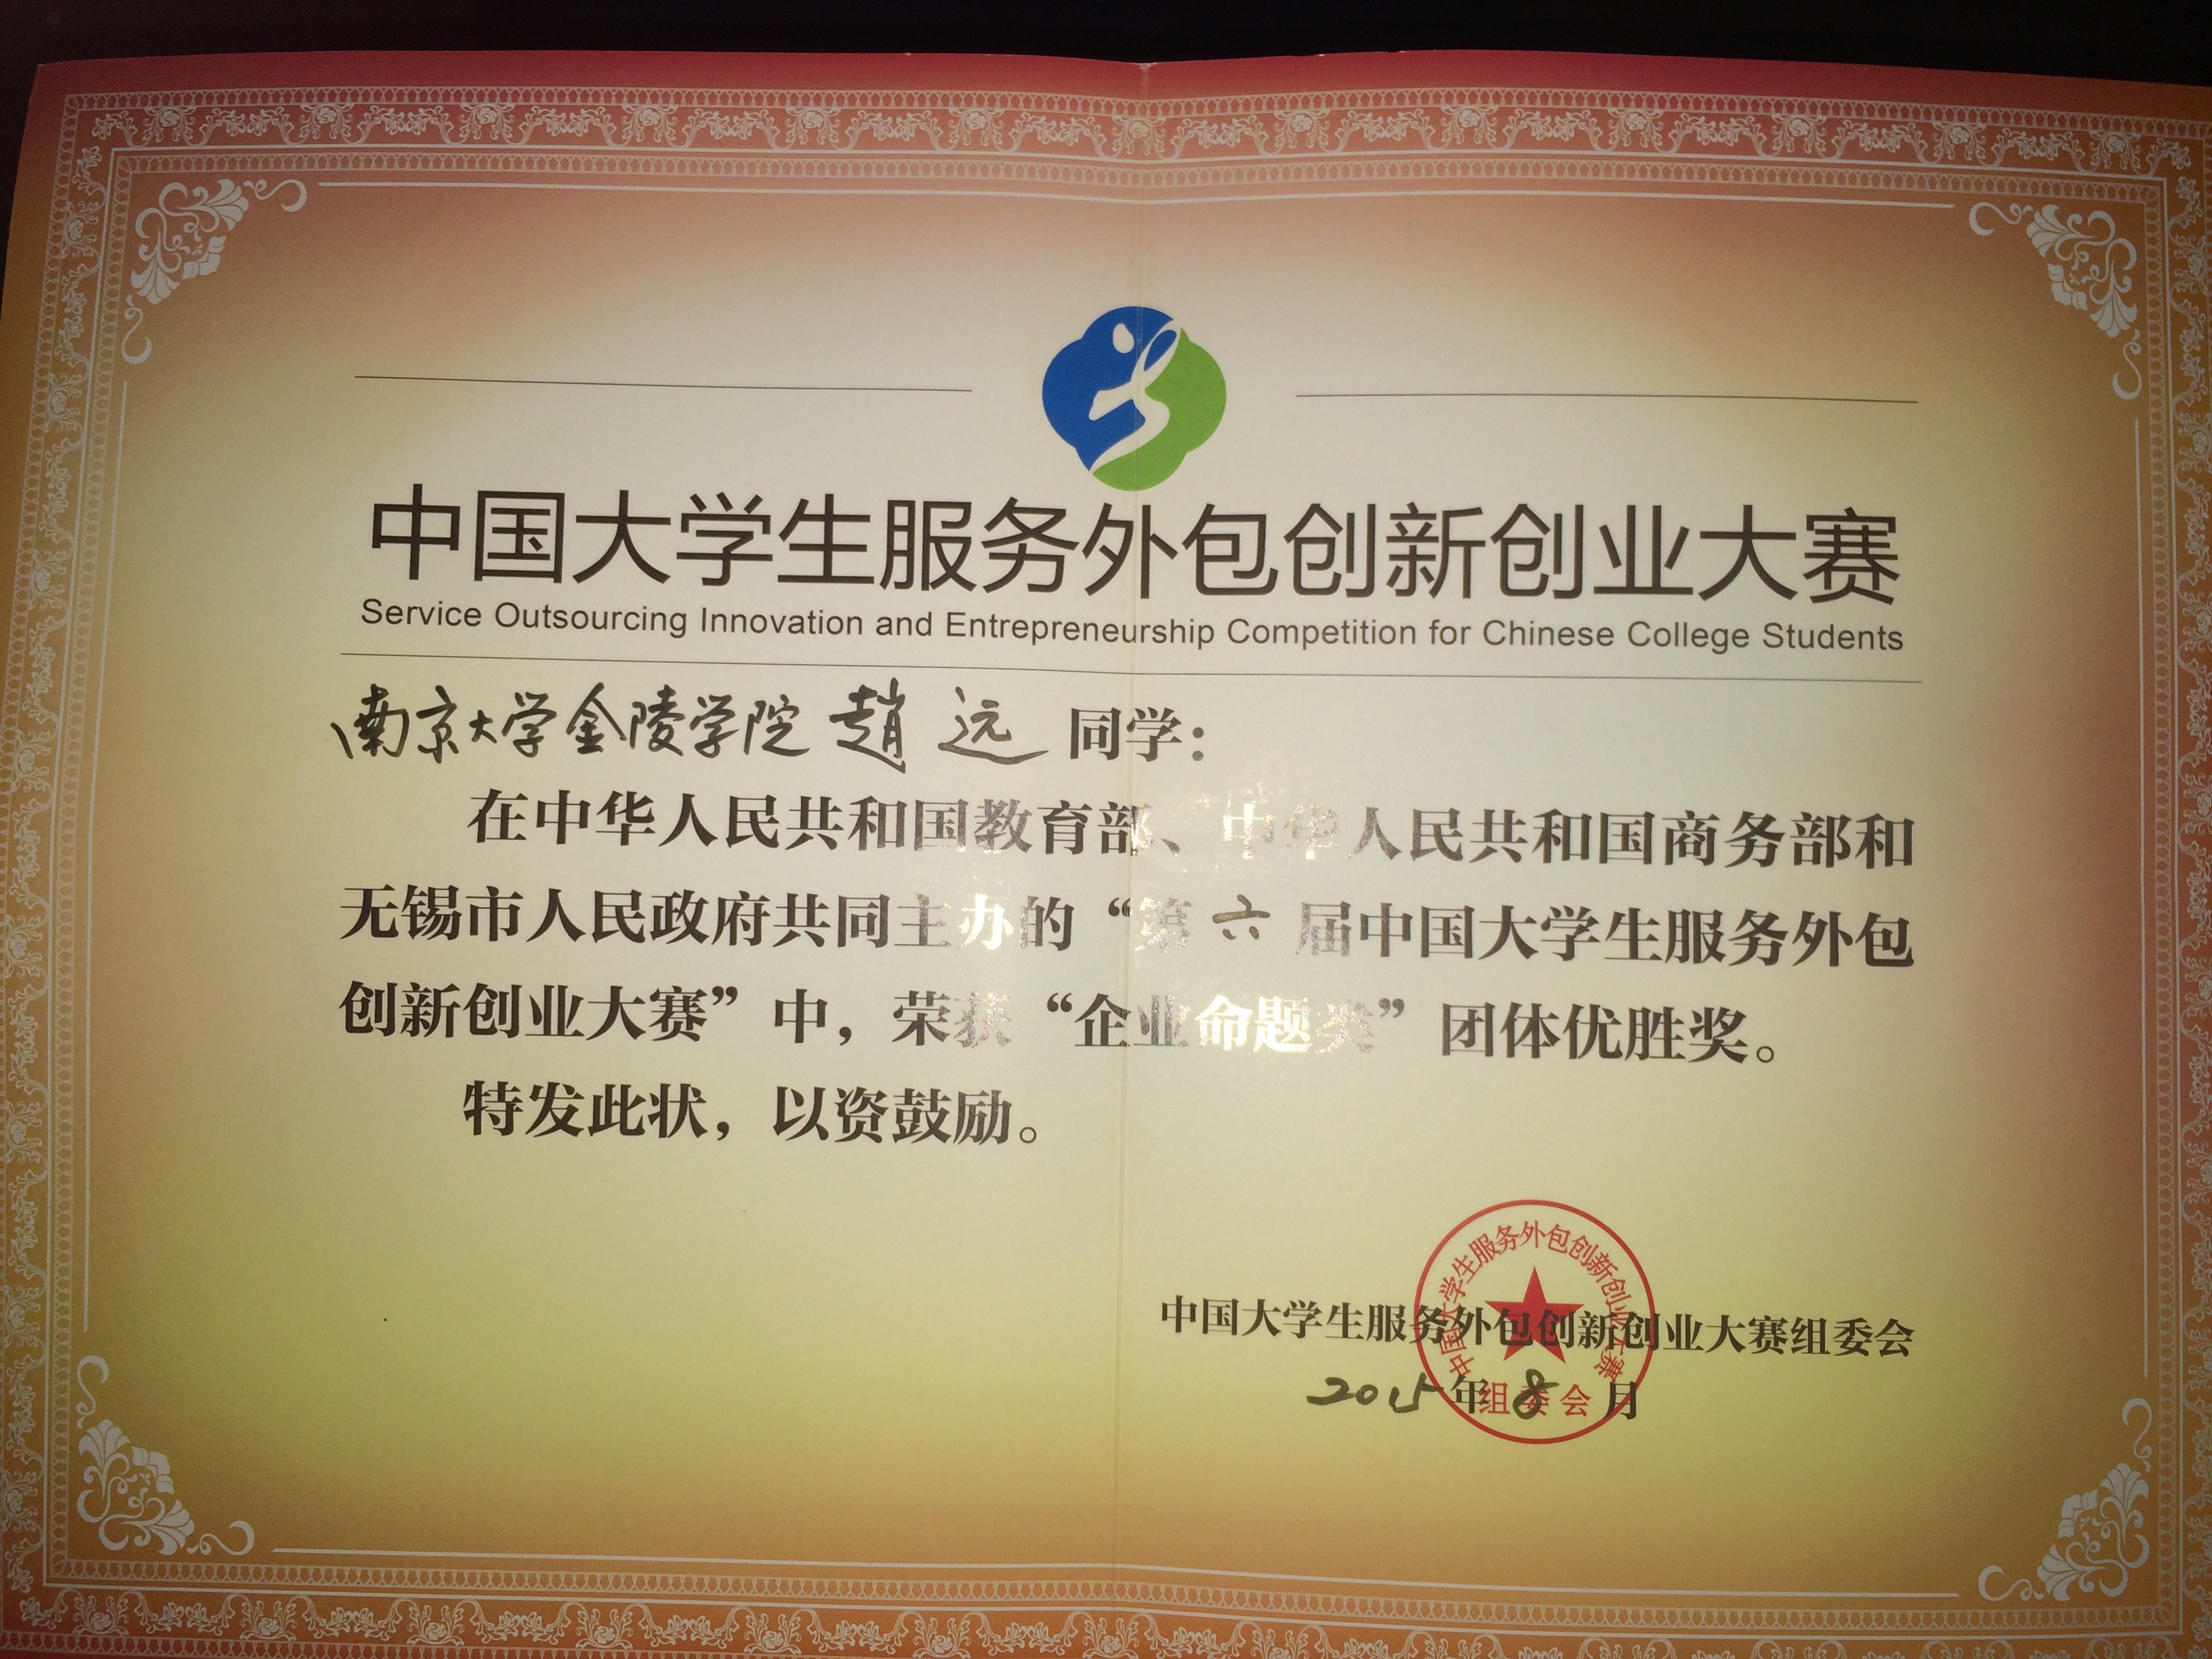 中国大学生服务外包创新创业大赛
Service Outsourcing Innovation and Entrepreneurship Competition for Chinese College Students
南京大学金陵学院 趙 远 同学：
在中华人民共和国教育部、中华人民共和国商务部和
无锡市人民政府共同主办的“第六届中国大学生服务外包
创新创业大赛”中，荣获“企业命题类”团体优胜奖。
特发此状，以资鼓励。
中国大学生服务外包创新创业大赛组委会
2015年8月
中国大学生服务外包创新创业大赛
组委会